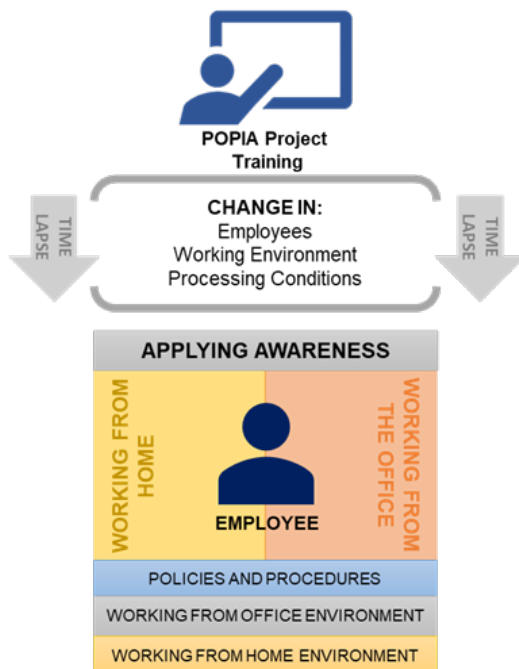 POPIA Project
Training
TIME
LAPSE
CHANGE IN:
Employees
Working Environment
Processing Conditions
TIME
LAPSE
APPLYING AWARENESS
WORKING FROM
HOME
EMPLOYEE
WORKING FROM
THE OFFICE
POLICIES AND PROCEDURES
WORKING FROM OFFICE ENVIRONMENT
WORKING FROM HOME ENVIRONMENT